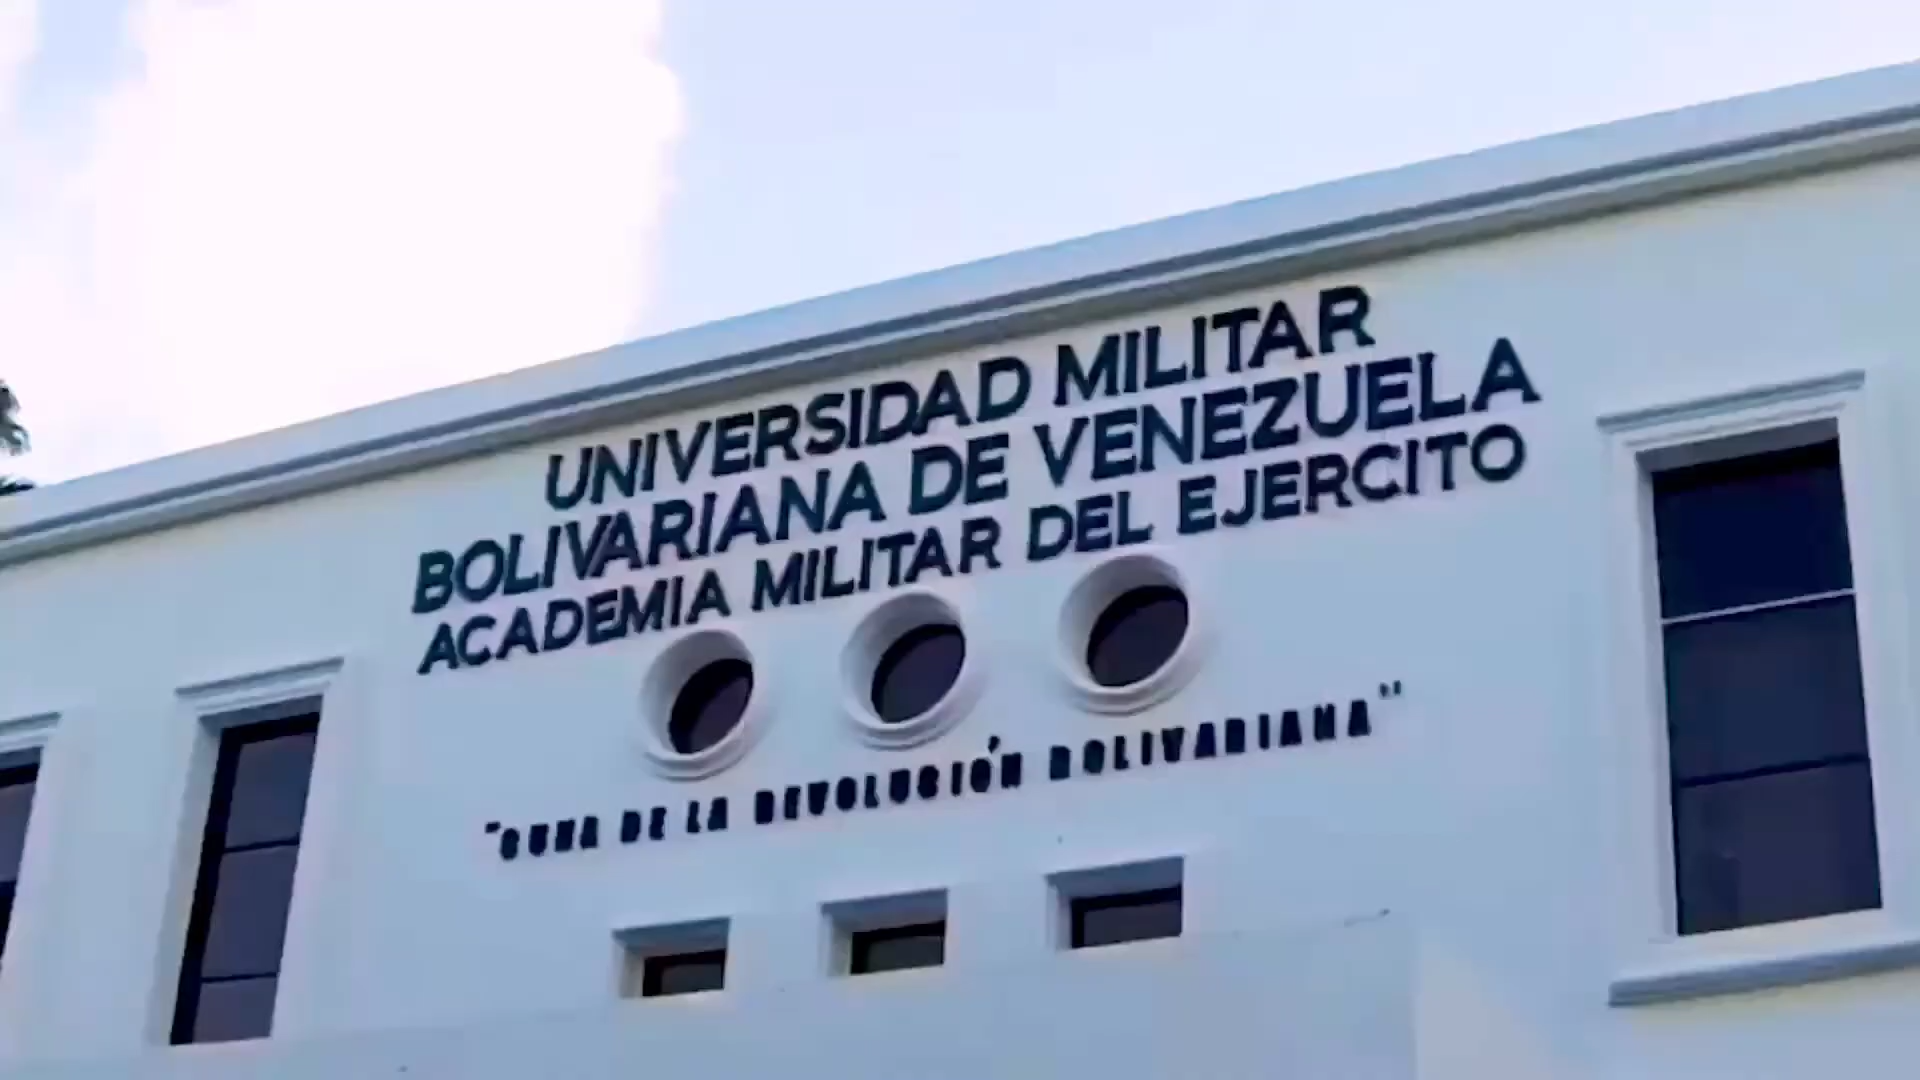 UNIVERSIDAD MILITAR
BOLIVARIANA DE VENEZUELA
ACADEMIA MILITAR DEL EJERCITO
"CUNA DE LA REVOLUCIÓN BOLIVARIANA"